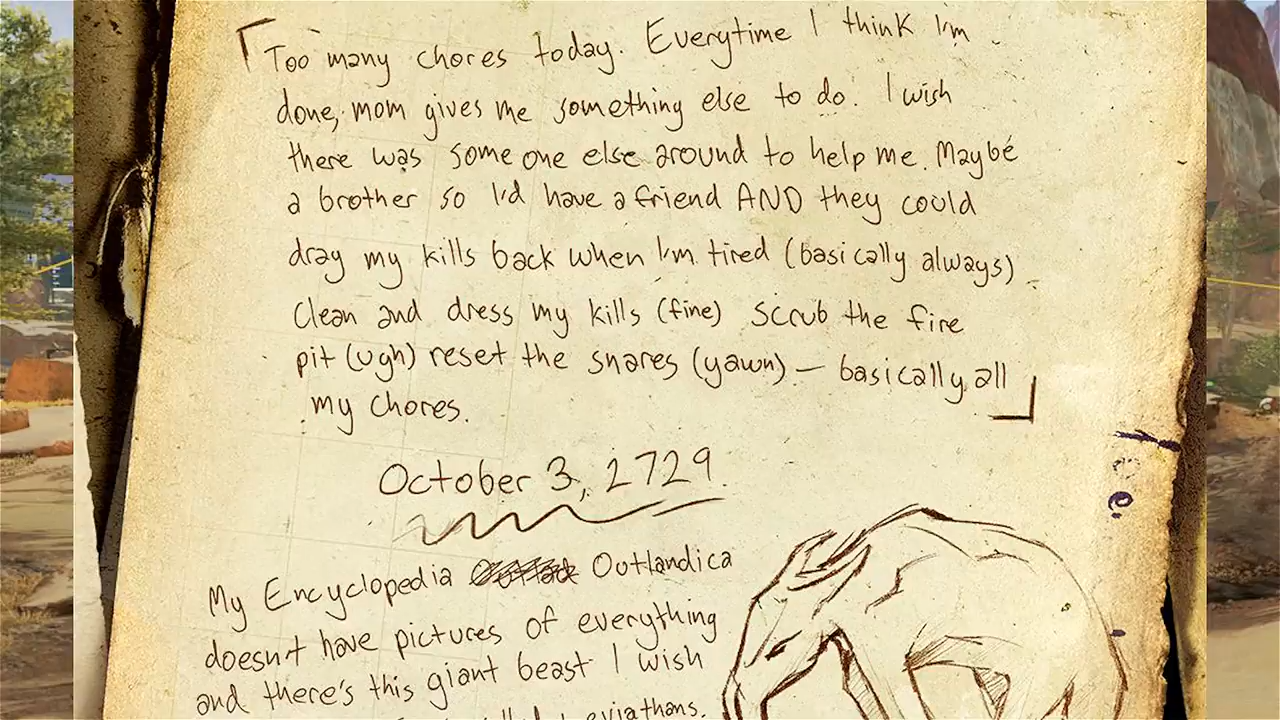 Too many chores today. Everytime I think I'm
done, mom gives me something else to do. I wish
there was someone else around to help me. Maybe
a brother so I'd have a friend AND they could
drag my kills back when I'm tired (basically always)
Clean and dress my kills (fine) scrub the fire
pit (ugh) reset the snares (yawn) — basically all
my chores.
October 3, 2729.
My Encyclopedia Outlandica
doesn't have pictures of everything
and there's this giant beast I wish
leviathans.